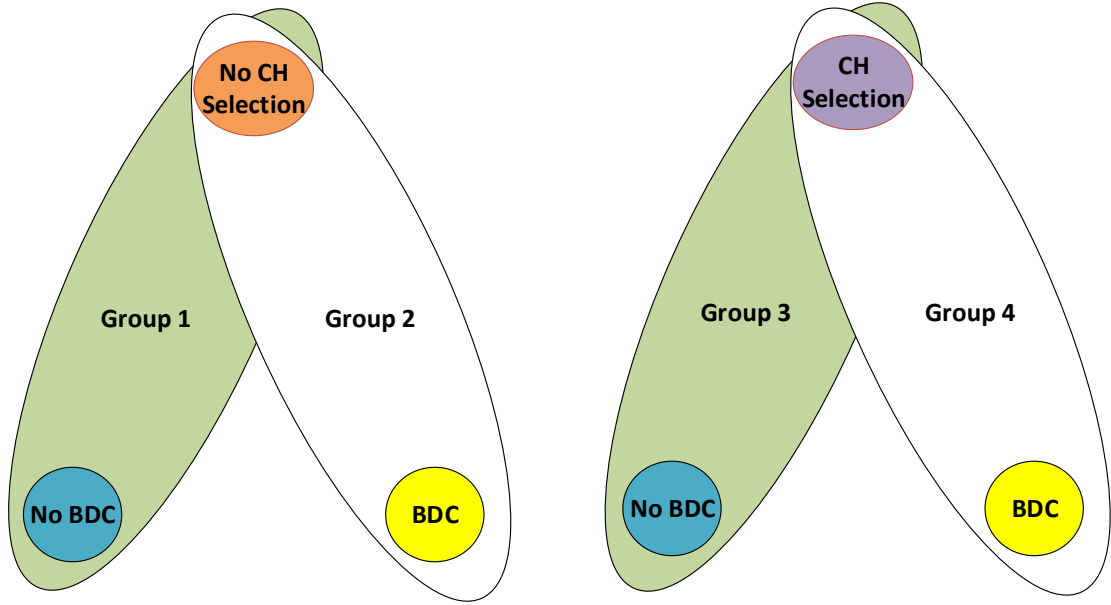 No CH
Selection
Group 1
Group 2
No BDC
BDC
CH
Selection
Group 3
Group 4
No BDC
BDC